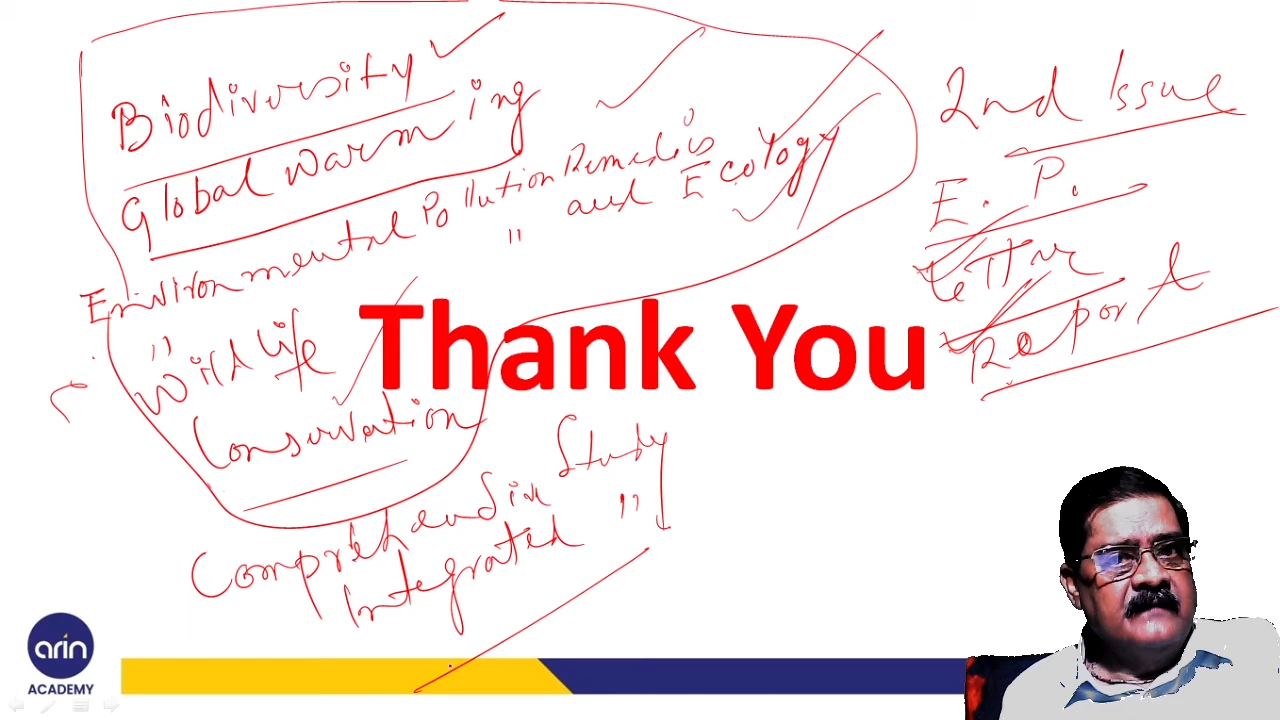 Biodiversity
Global warming
Environmental Pollution Remedies
" and Ecology
" Wild life
Conservation
Thank You
Study
Integrated "
2nd Issue
E. P.
Letter
Report
arin
ACADEMY